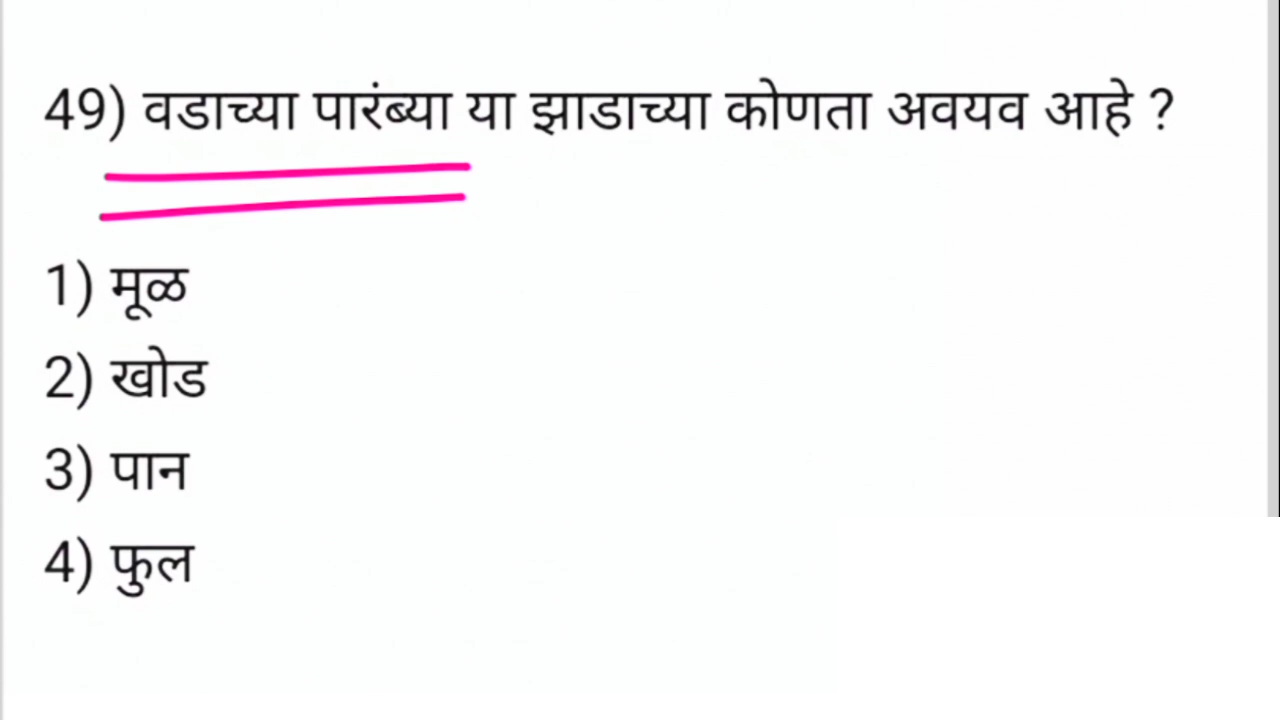 49) वडाच्या पारंब्या या झाडाच्या कोणता अवयव आहे ?
1) मूळ
2) खोड
3) पान
4) फुल